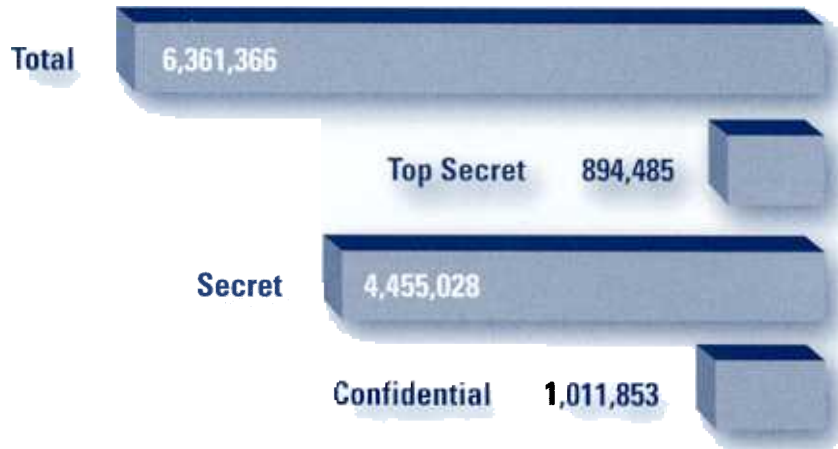 Total 6,361,366
Top Secret 894,485
Secret 4,455,028
Confidential 1,011,853